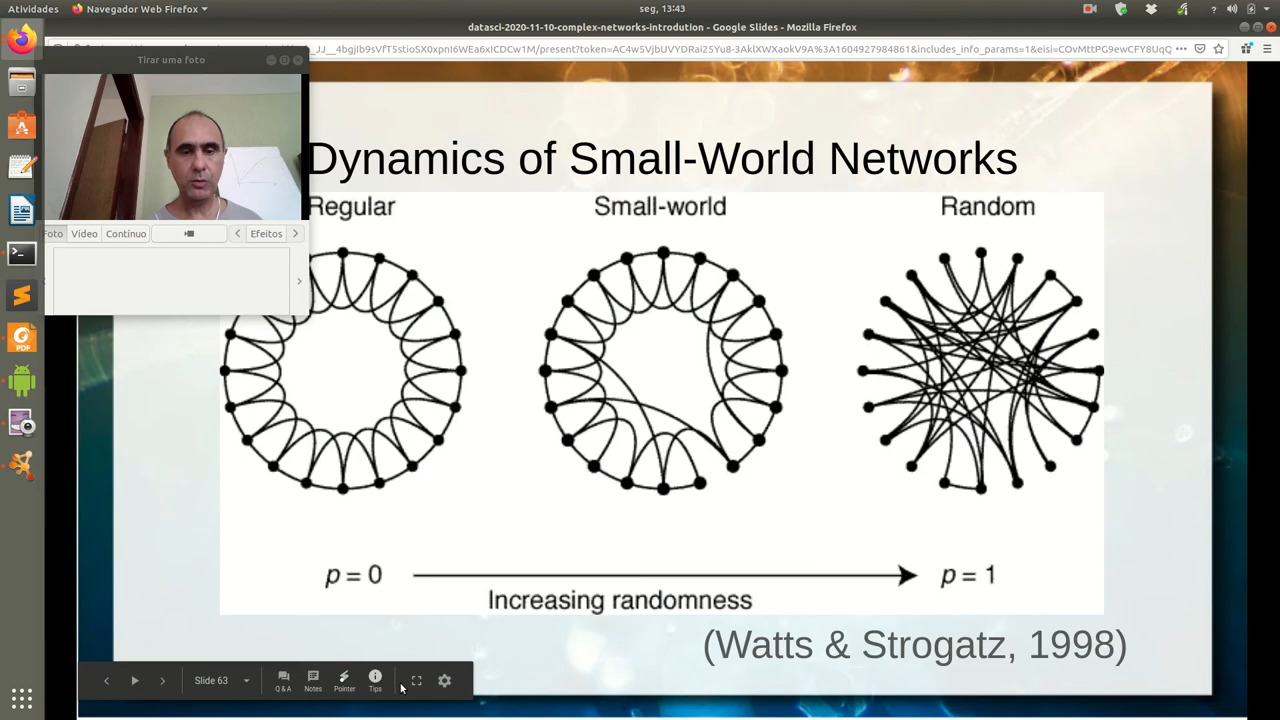 Atividades
Navegador Web Firefox
seg, 13:43
?
datasci-2020-11-10-complex-networks-introdution - Google Slides - Mozilla Firefox
Tirar uma foto
Foto Vídeo Contínuo Efeitos
Dynamics of Small-World Networks
Regular Small-world Random
p = 0 p = 1
Increasing randomness
(Watts & Strogatz, 1998)
Slide 63
Q & A Notes Pointer Tips
PDF